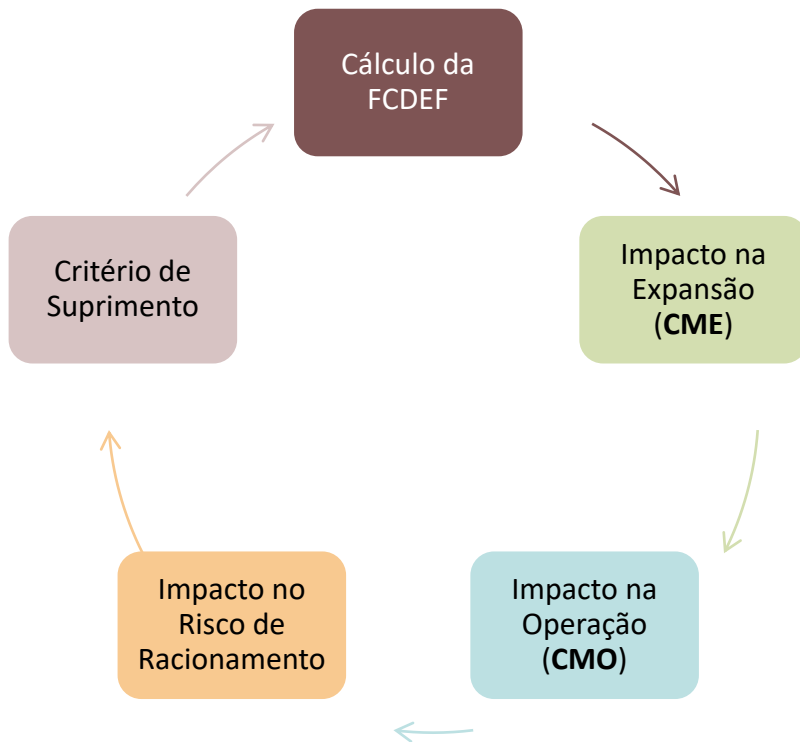 Cálculo da
FCDEF
Impacto na
Expansão
(CME)
Impacto na
Operação
(CMO)
Impacto no
Risco de
Racionamento
Critério de
Suprimento